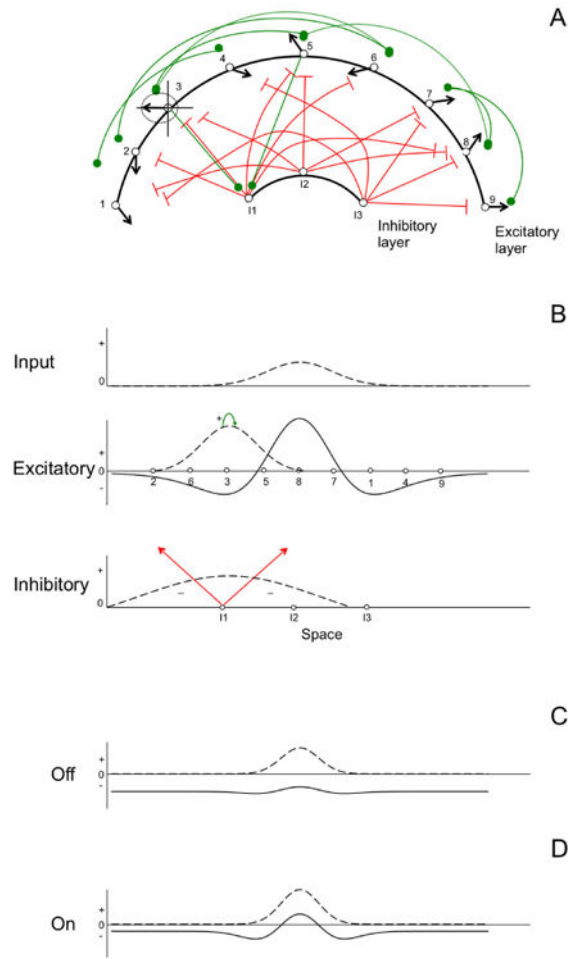 A
5
4
6
3
7
2
8
1
9
I1
I2
I3
Inhibitory
layer
Excitatory
layer
B
Input
+
0
Excitatory
+
+
0
-
2 6 3 5 8 7 1 4 9
Inhibitory
+
0
– –
I1 I2 I3
Space
C
Off
+
0
-
D
On
+
0
-